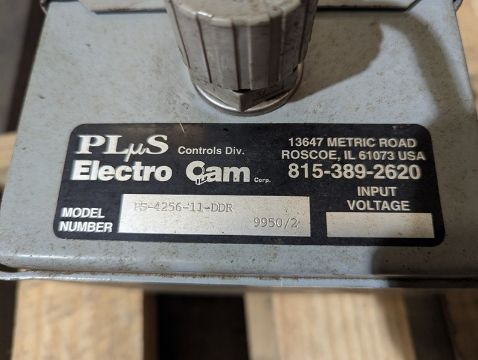 PLµS Controls Div.
Electro Cam Corp.
13647 METRIC ROAD
ROSCOE, IL 61073 USA
815-389-2620
INPUT
VOLTAGE
MODEL
NUMBER
PS-4256-11-DDR
9950/2